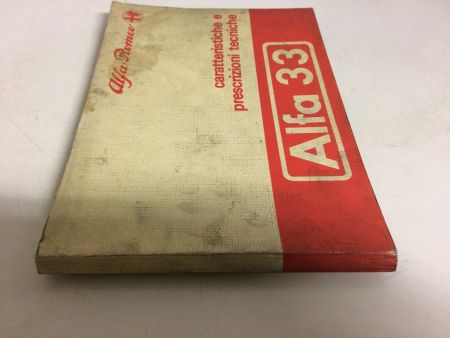 Alfa Romeo
caratteristiche e
prescrizioni tecniche
Alfa 33